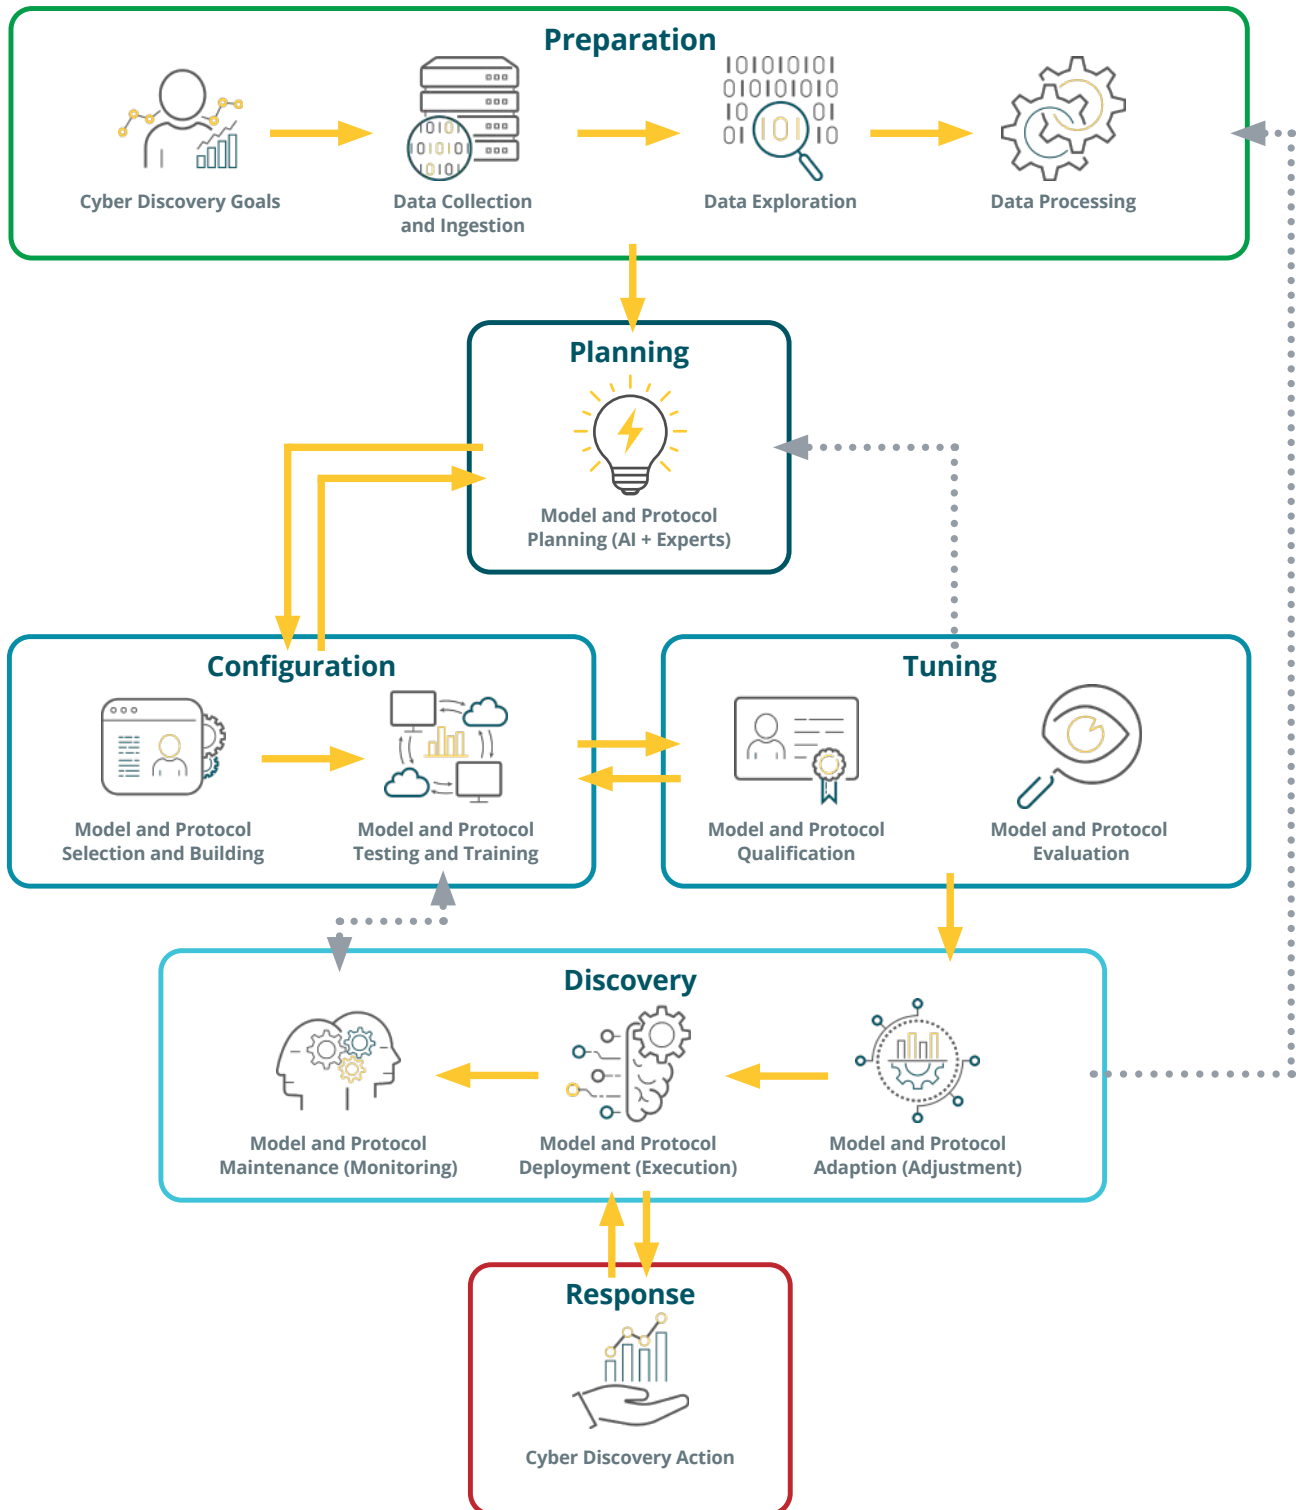 Preparation
Cyber Discovery Goals
Data Collection
and Ingestion
Data Exploration
Data Processing
Planning
Model and Protocol
Planning (AI + Experts)
Configuration
Model and Protocol
Selection and Building
Model and Protocol
Testing and Training
Tuning
Model and Protocol
Qualification
Model and Protocol
Evaluation
Discovery
Model and Protocol
Maintenance (Monitoring)
Model and Protocol
Deployment (Execution)
Model and Protocol
Adaption (Adjustment)
Response
Cyber Discovery Action